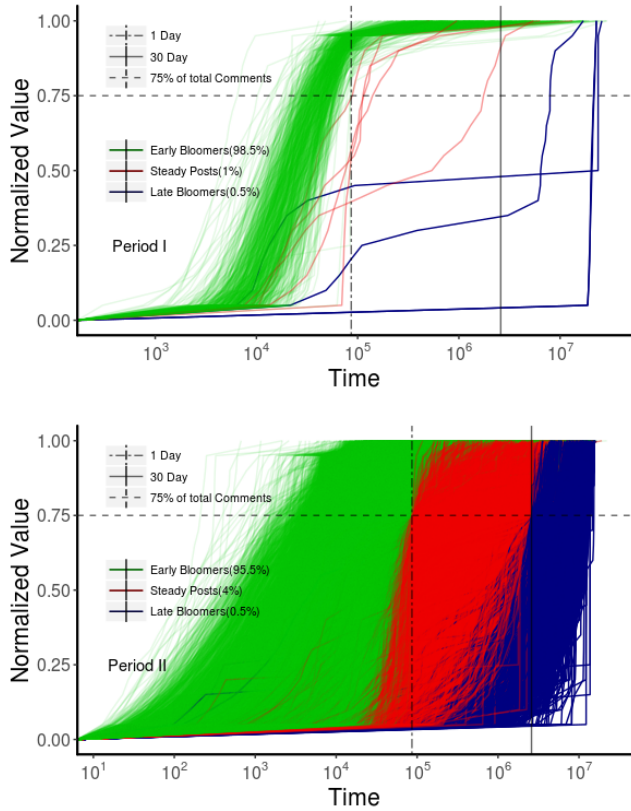 1.00
0.75
0.50
0.25
0.00
Normalized Value
1 Day
30 Day
75% of total Comments
Early Bloomers(98.5%)
Steady Posts(1%)
Late Bloomers(0.5%)
Period I
10³ 10⁴ 10⁵ 10⁶ 10⁷
Time
1.00
0.75
0.50
0.25
0.00
Normalized Value
1 Day
30 Day
75% of total Comments
Early Bloomers(95.5%)
Steady Posts(4%)
Late Bloomers(0.5%)
Period II
10¹ 10² 10³ 10⁴ 10⁵ 10⁶ 10⁷
Time